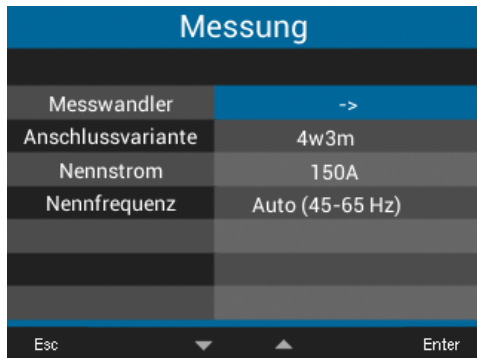 Messung
Messwandler ->
Anschlussvariante 4w3m
Nennstrom 150A
Nennfrequenz Auto (45-65 Hz)
Esc Enter